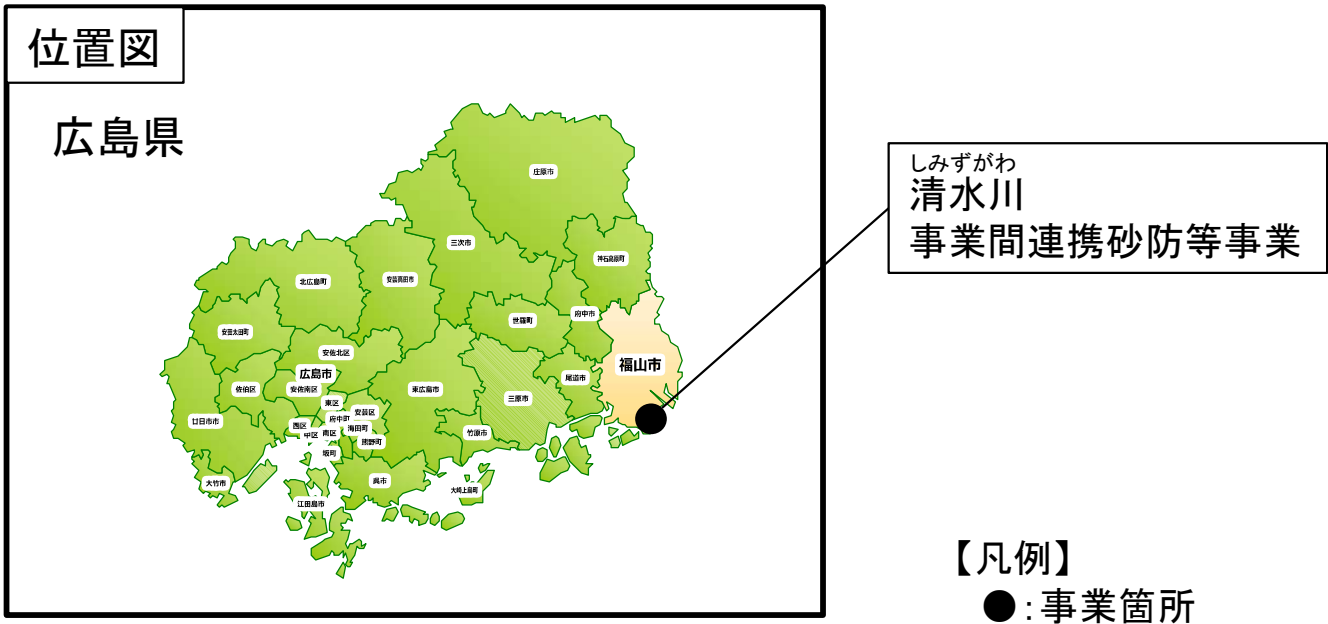 位置図
広島県
しみずがわ
清水川
事業間連携砂防等事業
庄原市
三次市
神石高原町
北広島町
安芸高田市
府中市
世羅町
安芸太田町
安佐北区
福山市
広島市
尾道市
佐伯区
安佐南区
東広島市
三原市
東区
安芸区
廿日市市
府中町
西区
海田町
中区
南区
竹原市
熊野町
坂町
大竹市
呉市
大崎上島町
江田島市
【凡例】
●:事業箇所